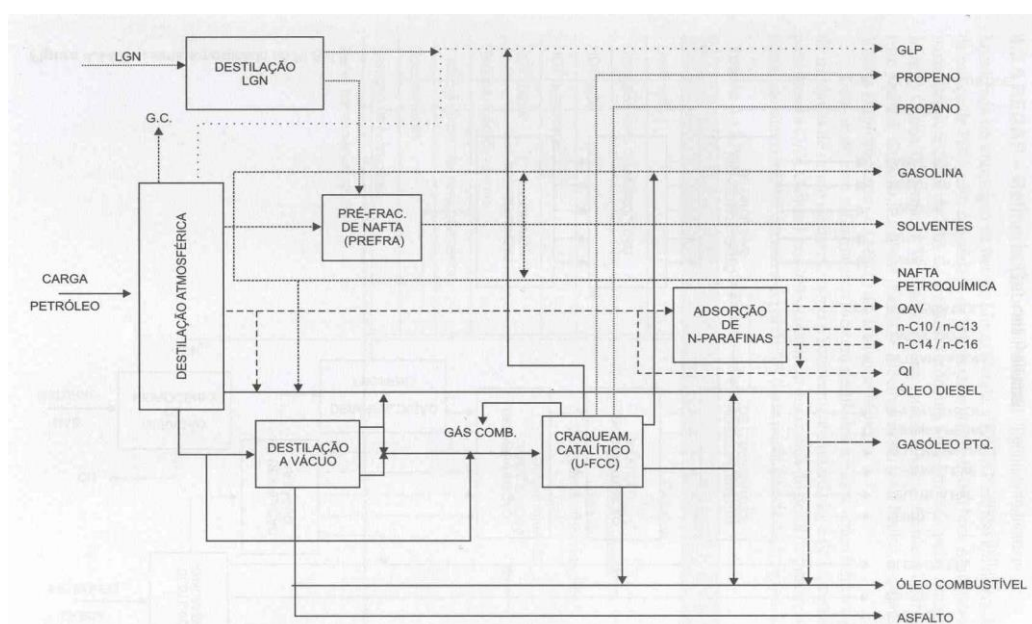 LGN
DESTILAÇÃO
LGN
G.C.
DESTILAÇÃO ATMOSFÉRICA
CARGA
PETRÓLEO
PRÉ-FRAC.
DE NAFTA
(PREFRA)
ADSORÇÃO
DE
N-PARAFINAS
DESTILAÇÃO
A VÁCUO
GÁS COMB.
CRAQUEAM.
CATALÍTICO
(U-FCC)
GLP
PROPENO
PROPANO
GASOLINA
SOLVENTES
NAFTA
PETROQUÍMICA
QAV
n-C10 / n-C13
n-C14 / n-C16
QI
ÓLEO DIESEL
GASÓLEO PTQ.
ÓLEO COMBUSTÍVEL
ASFALTO